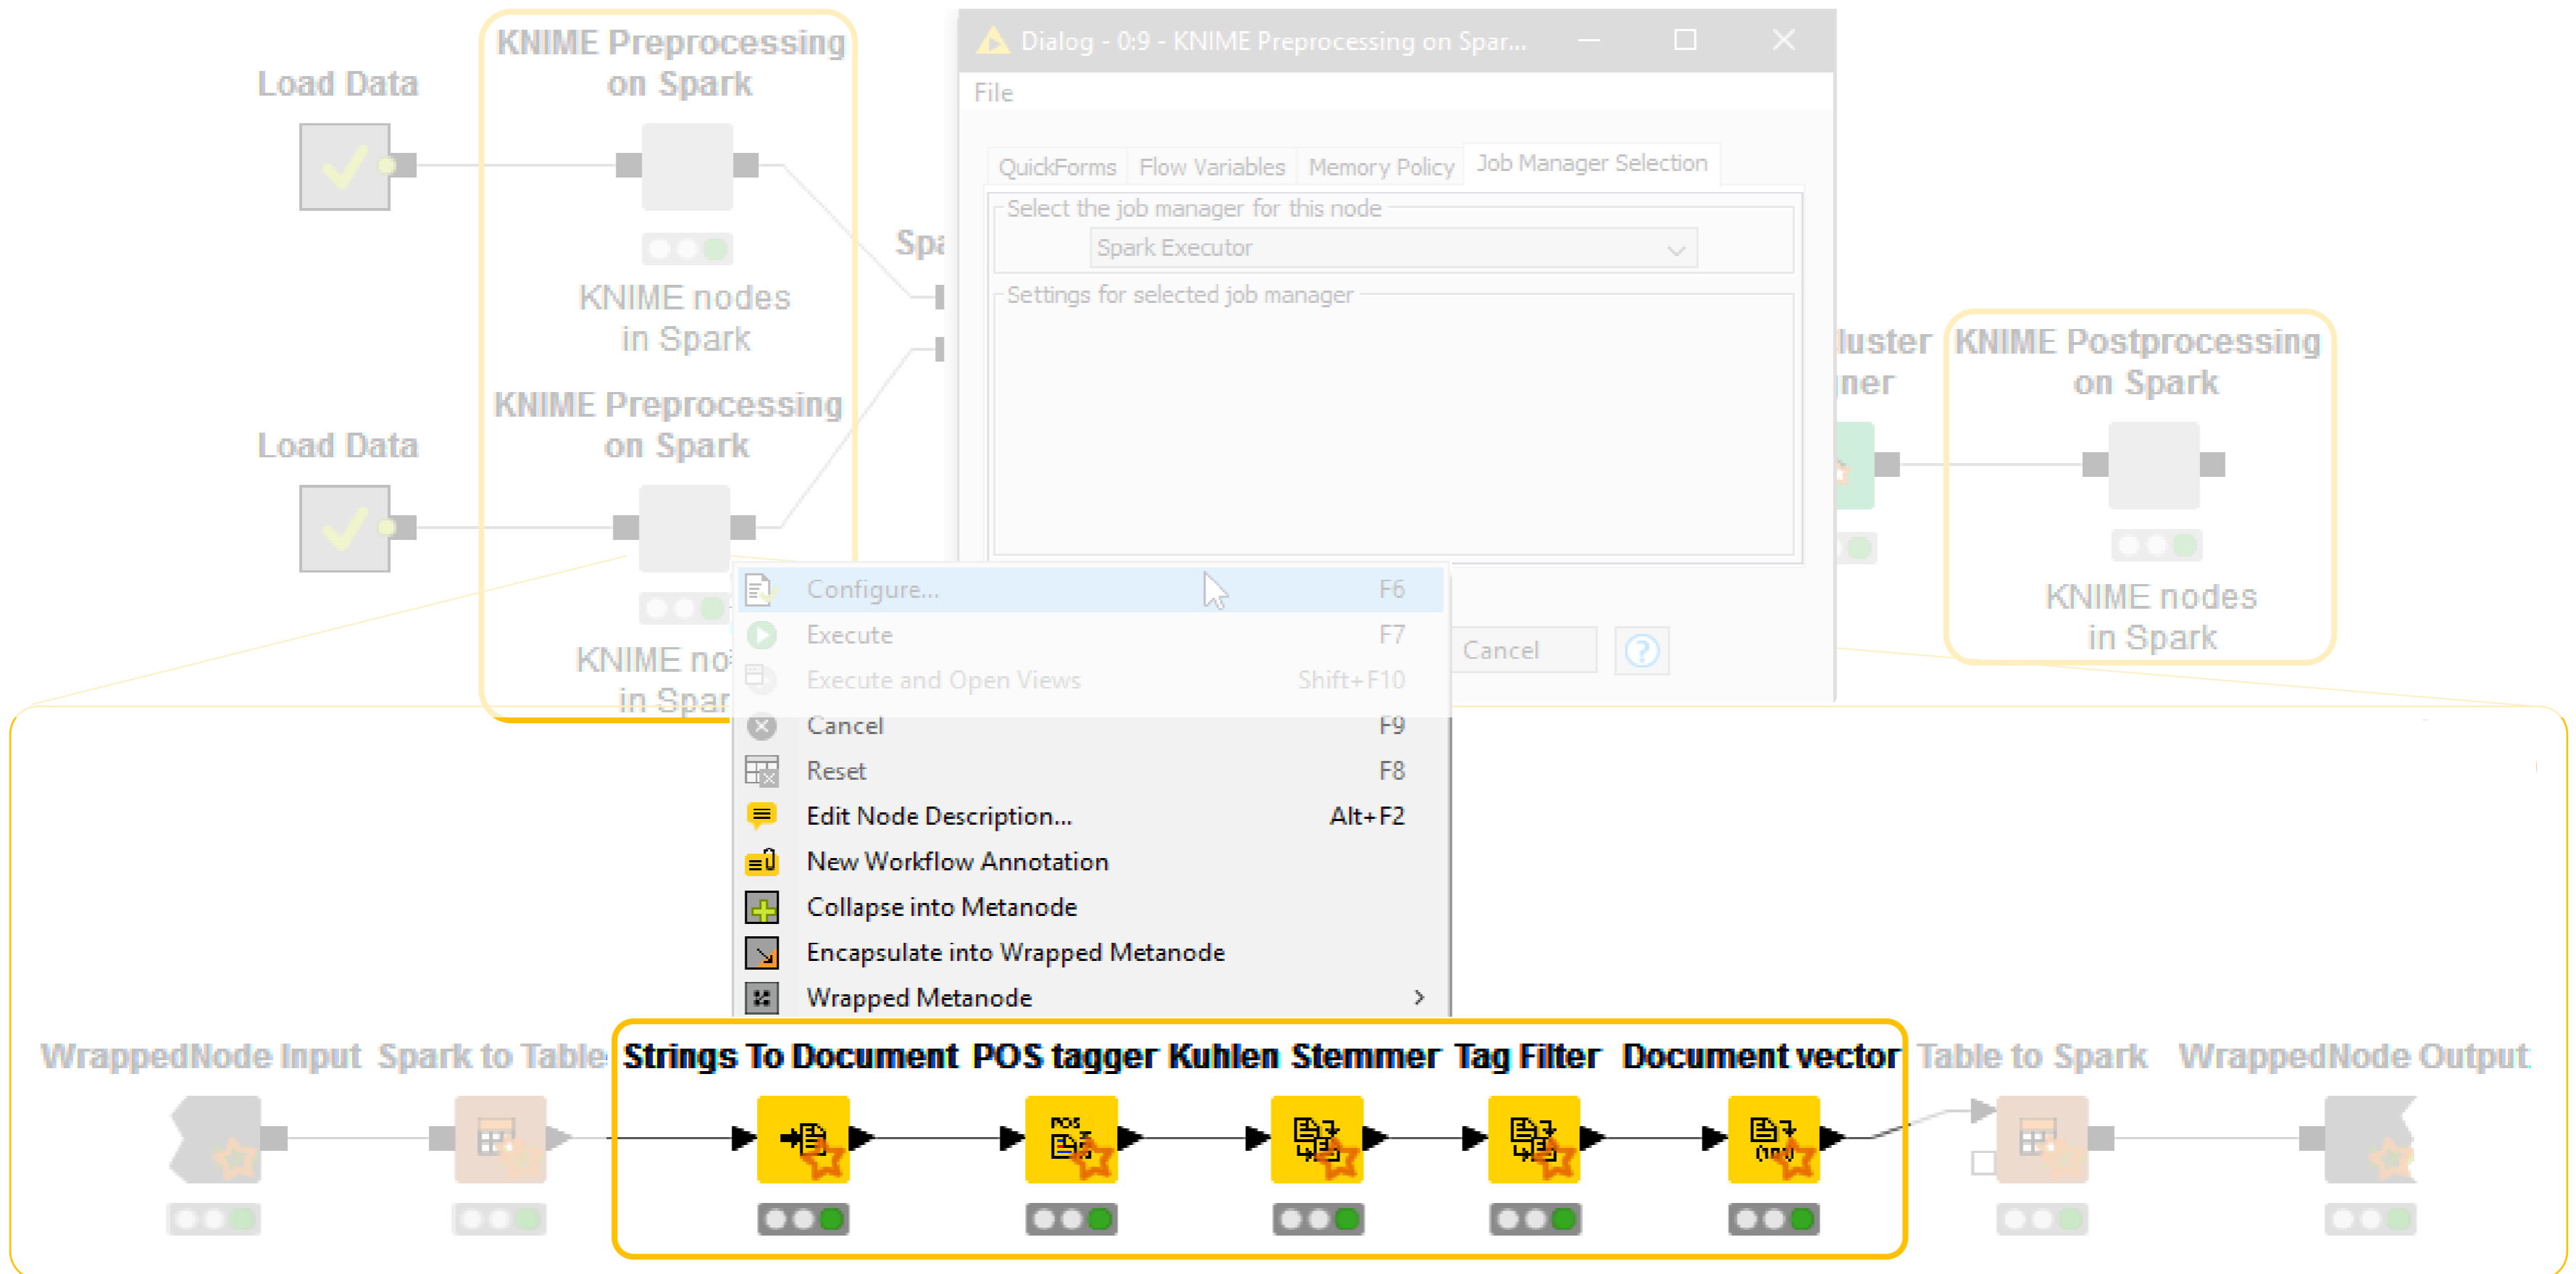 KNIME Preprocessing
on Spark
Load Data
KNIME nodes
in Spark
KNIME Preprocessing
on Spark
Load Data
in Spar
Dialog - 0:9 - KNIME Preprocessing on Spar...
File
QuickForms
Flow Variables
Memory Policy
Job Manager Selection
Select the job manager for this node
Spark Executor
Settings for selected job manager
Cancel
?
KNIME Postprocessing
on Spark
KNIME nodes
in Spark
Configure... F6
Execute F7
Execute and Open Views Shift+F10
Cancel F9
Reset F8
Edit Node Description... Alt+F2
New Workflow Annotation
Collapse into Metanode
Encapsulate into Wrapped Metanode
Wrapped Metanode
WrappedNode Input
Spark to Table
Strings To Document
POS tagger
Kuhlen Stemmer
Tag Filter
Document vector
Table to Spark
WrappedNode Output
POS